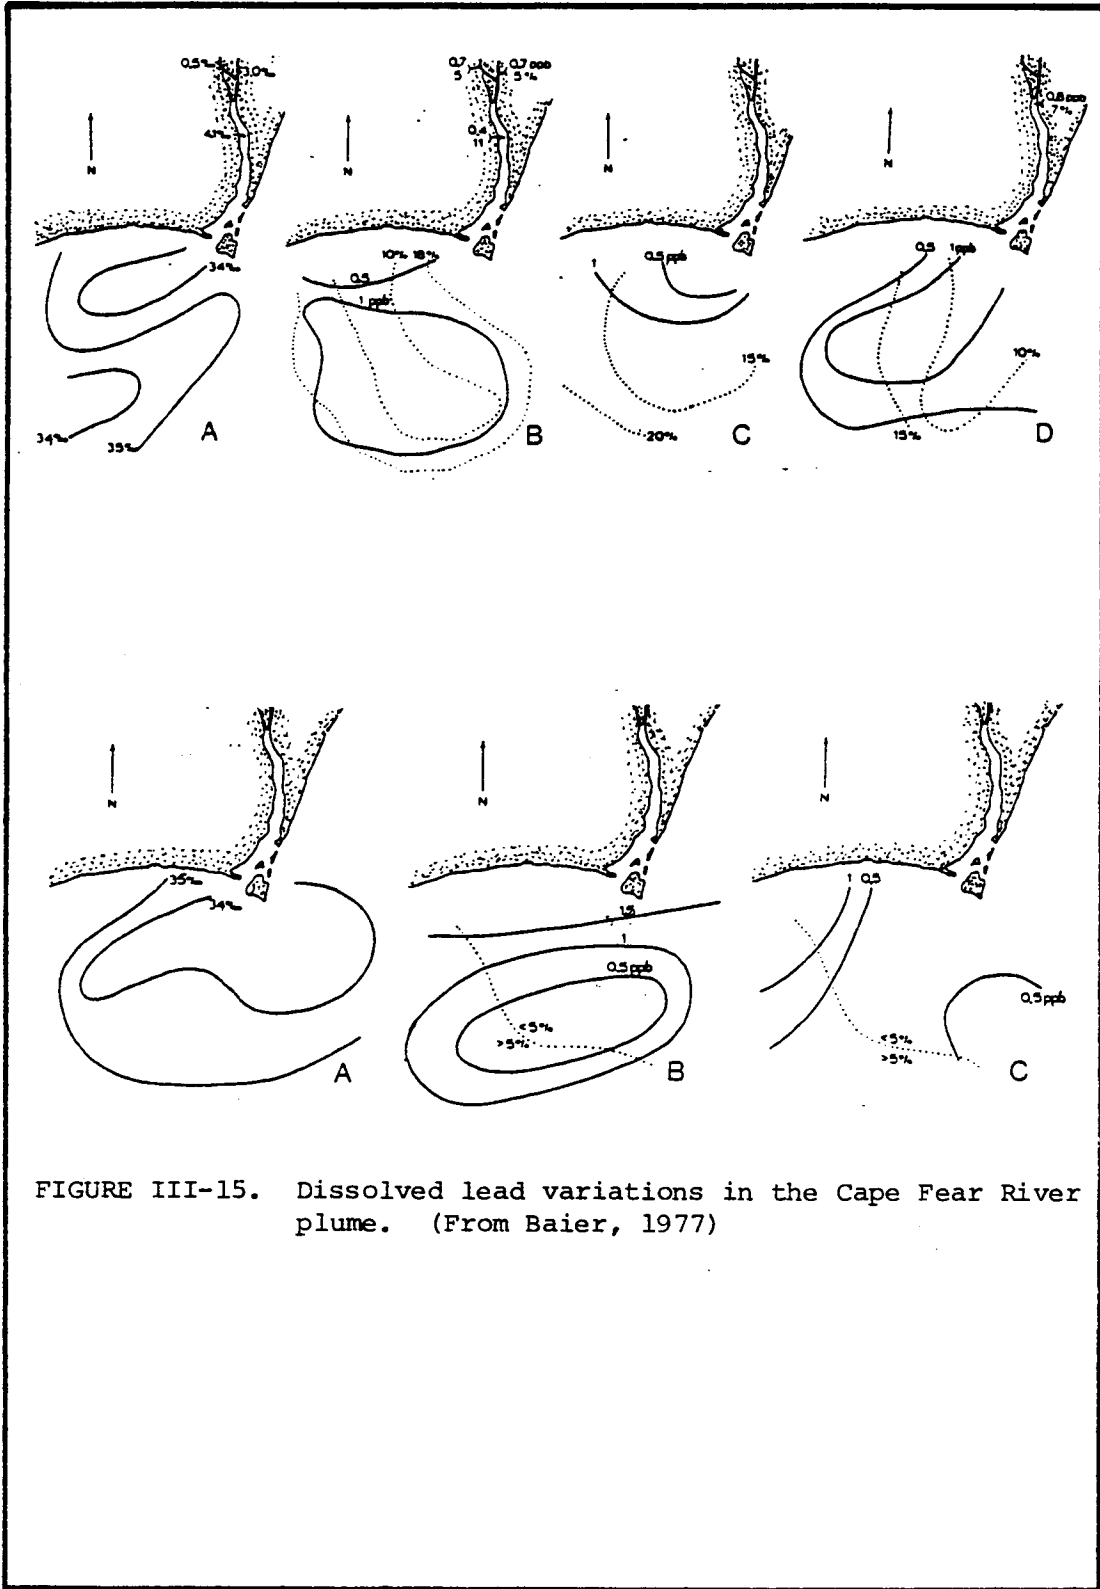 0.5‰ 3.0‰
N
34‰
34‰
35‰
A
0.7 5
0.7 ppb 5%
0.4 11
N
10% 18%
0.5
1 ppb
B
N
1
0.5 ppb
15%
20%
C
0.8 ppb 7%
N
0.5
1 ppb
10%
15%
D
N
35‰
34‰
A
N
1.5
1
0.5 ppb
<5%
>5%
B
N
1 0.5
0.5 ppb
<5%
>5%
C
FIGURE III-15. Dissolved lead variations in the Cape Fear River
plume. (From Baier, 1977)